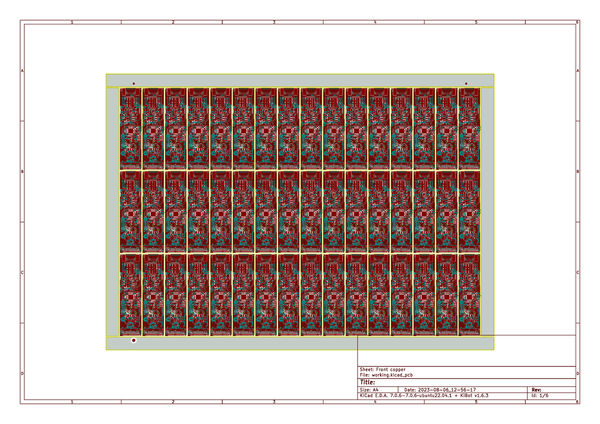 1 2 3 4 5 6
A A
B B
C C
D D
Sheet: Front copper
File: working.kicad_pcb
Title:
Size: A4 Date: 2023-08-06_12-56-17 Rev:
KiCad E.D.A. 7.0.6-7.0.6~ubuntu22.04.1 + KiBot v1.6.3 Id: 1/6
1 2 3 4 5 6